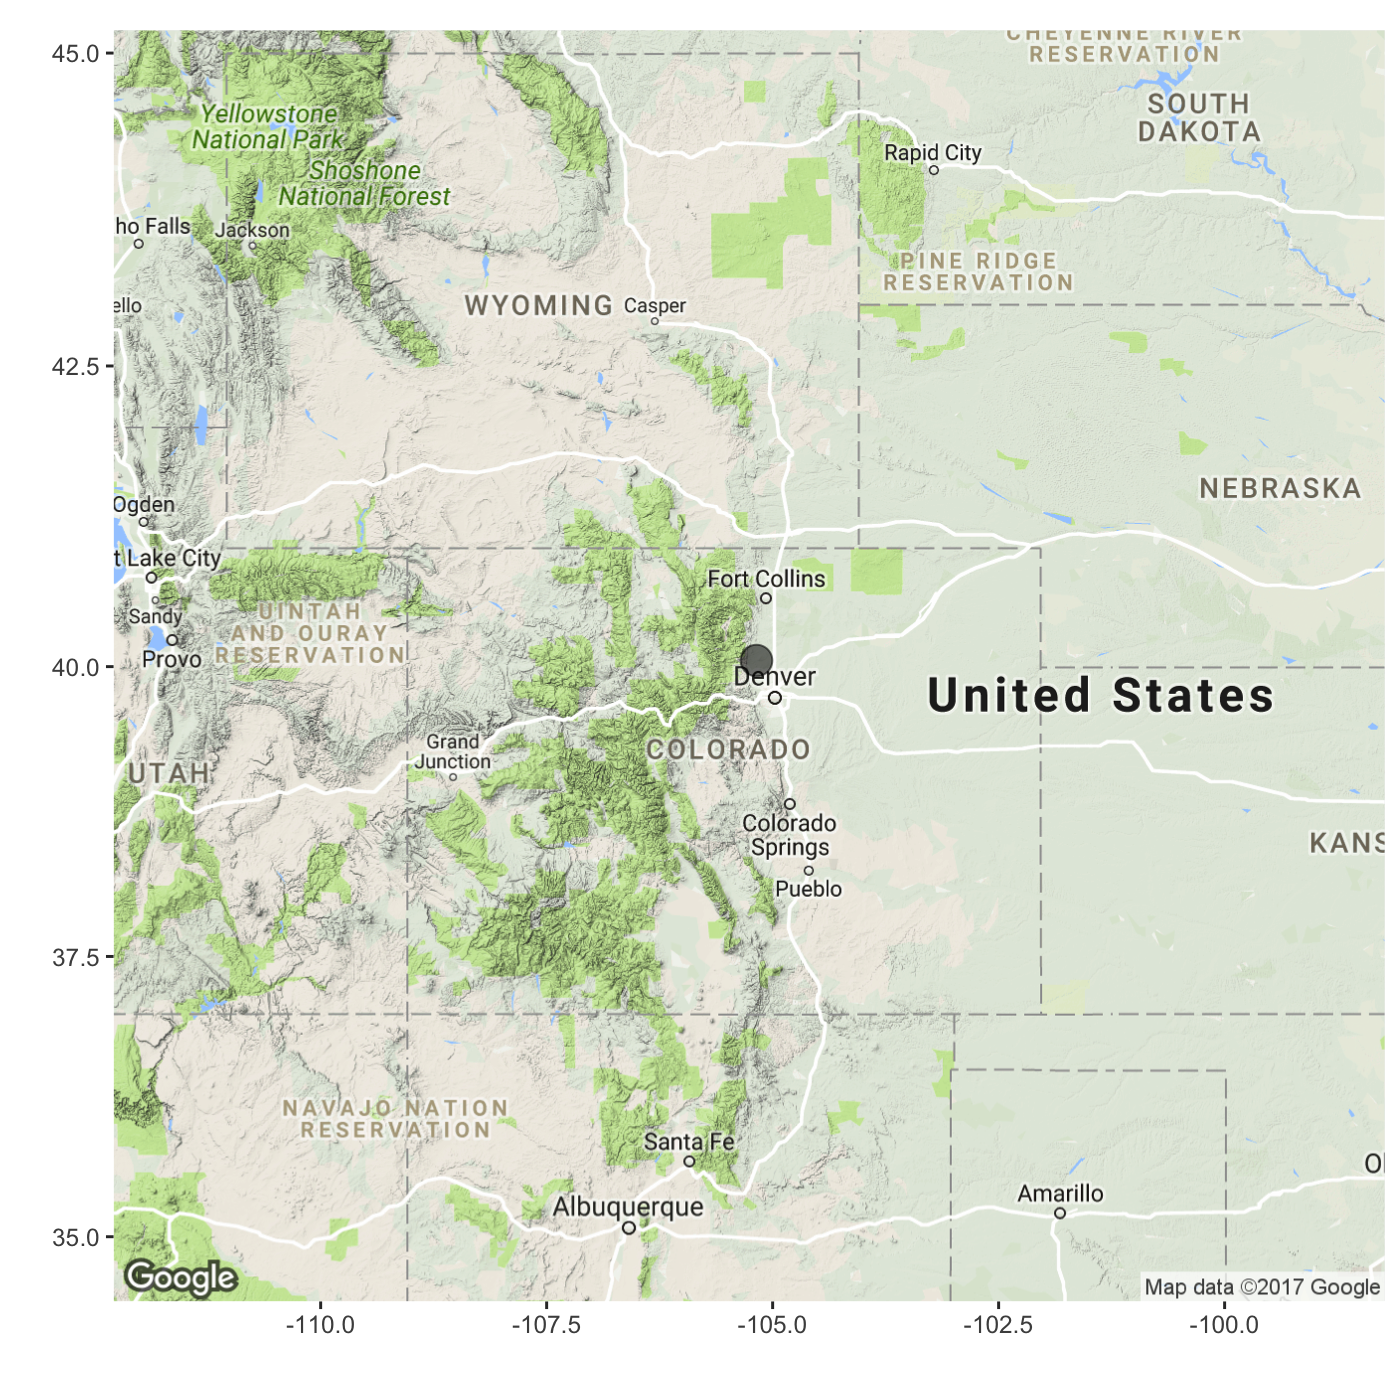 45.0
CHEYENNE RIVER
RESERVATION
SOUTH
DAKOTA
Yellowstone
National Park
Rapid City
Shoshone
National Forest
ho Falls
Jackson
PINE RIDGE
RESERVATION
ello
WYOMING
Casper
42.5
NEBRASKA
Ogden
t Lake City
Fort Collins
Sandy
UINTAH
AND OURAY
RESERVATION
Provo
40.0
Denver
United States
Grand
Junction
COLORADO
UTAH
Colorado
Springs
KANS
Pueblo
37.5
NAVAJO NATION
RESERVATION
Santa Fe
O
Amarillo
Albuquerque
35.0
Google
Map data ©2017 Google
-110.0
-107.5
-105.0
-102.5
-100.0